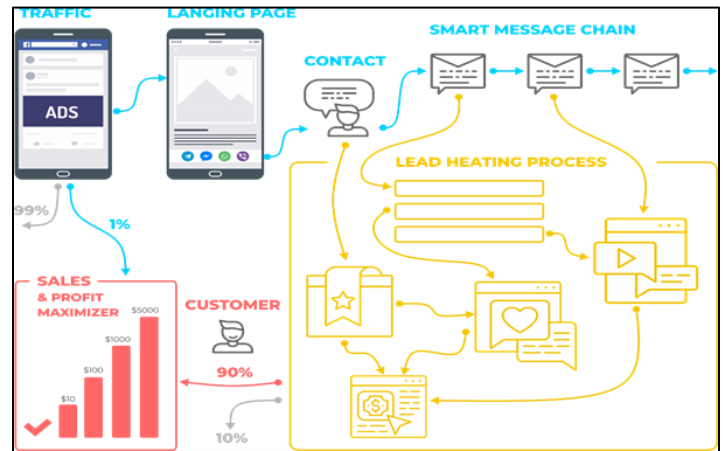 TRAFFIC
LANGING PAGE
SMART MESSAGE CHAIN
CONTACT
ADS
LEAD HEATING PROCESS
99%
1%
SALES
& PROFIT
MAXIMIZER
$5000
$1000
$100
$10
CUSTOMER
90%
10%